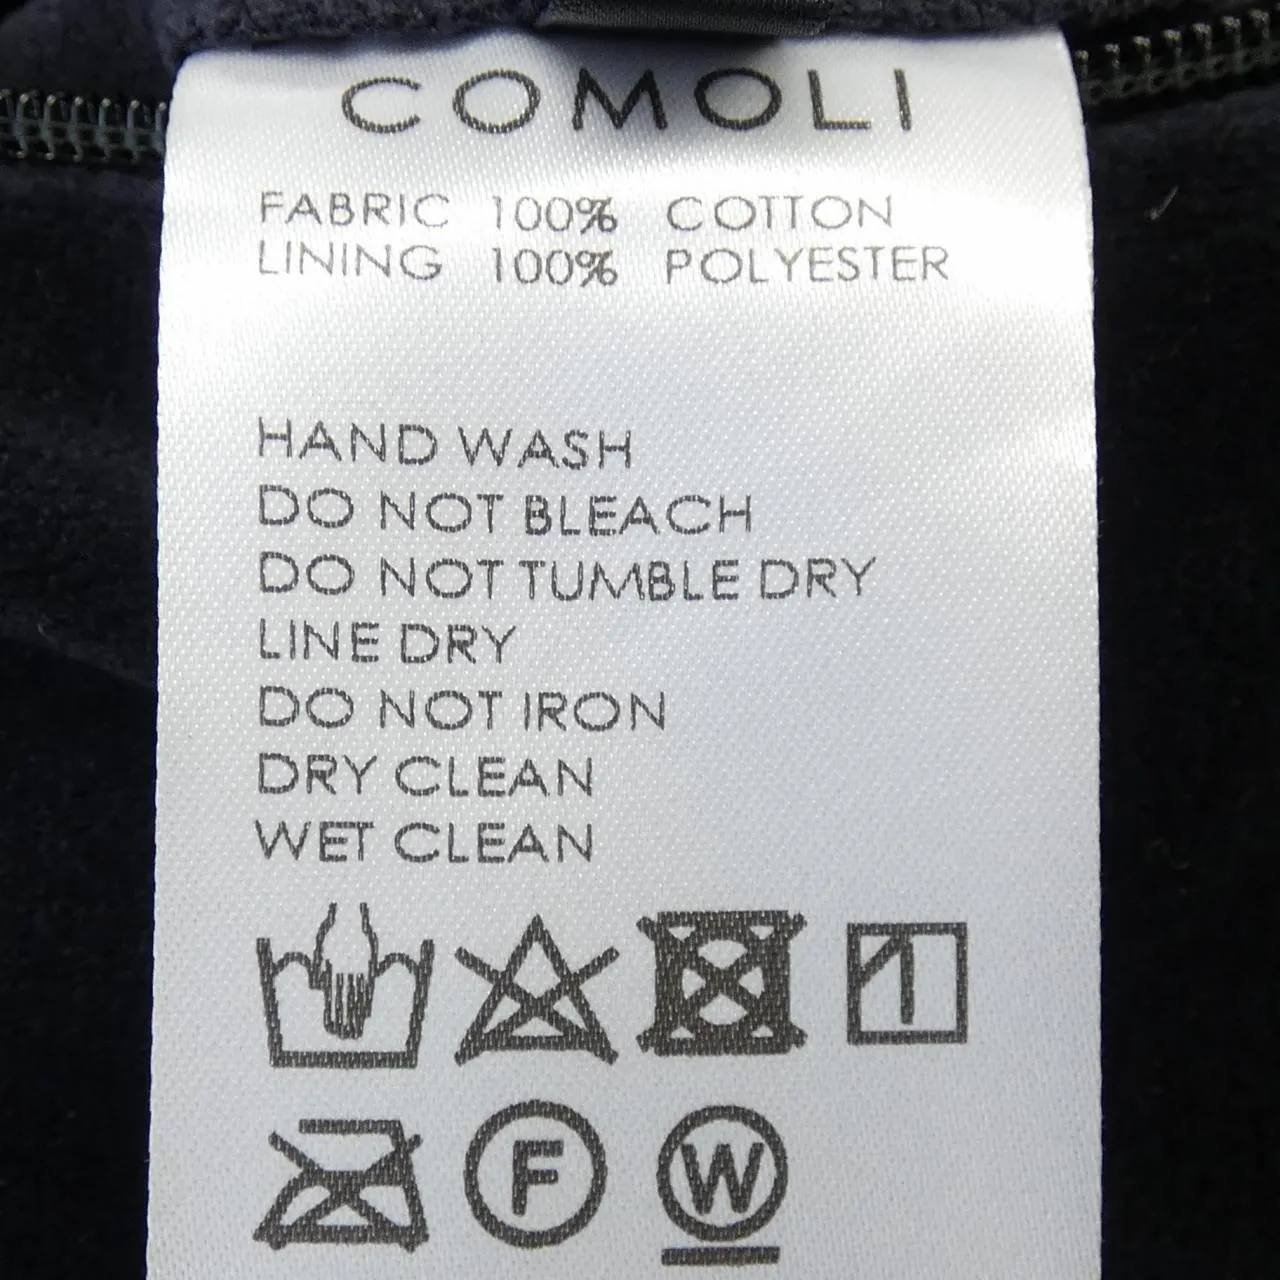 COMOLI
FABRIC 100% COTTON
LINING 100% POLYESTER
HAND WASH
DO NOT BLEACH
DO NOT TUMBLE DRY
LINE DRY
DO NOT IRON
DRY CLEAN
WET CLEAN
F W